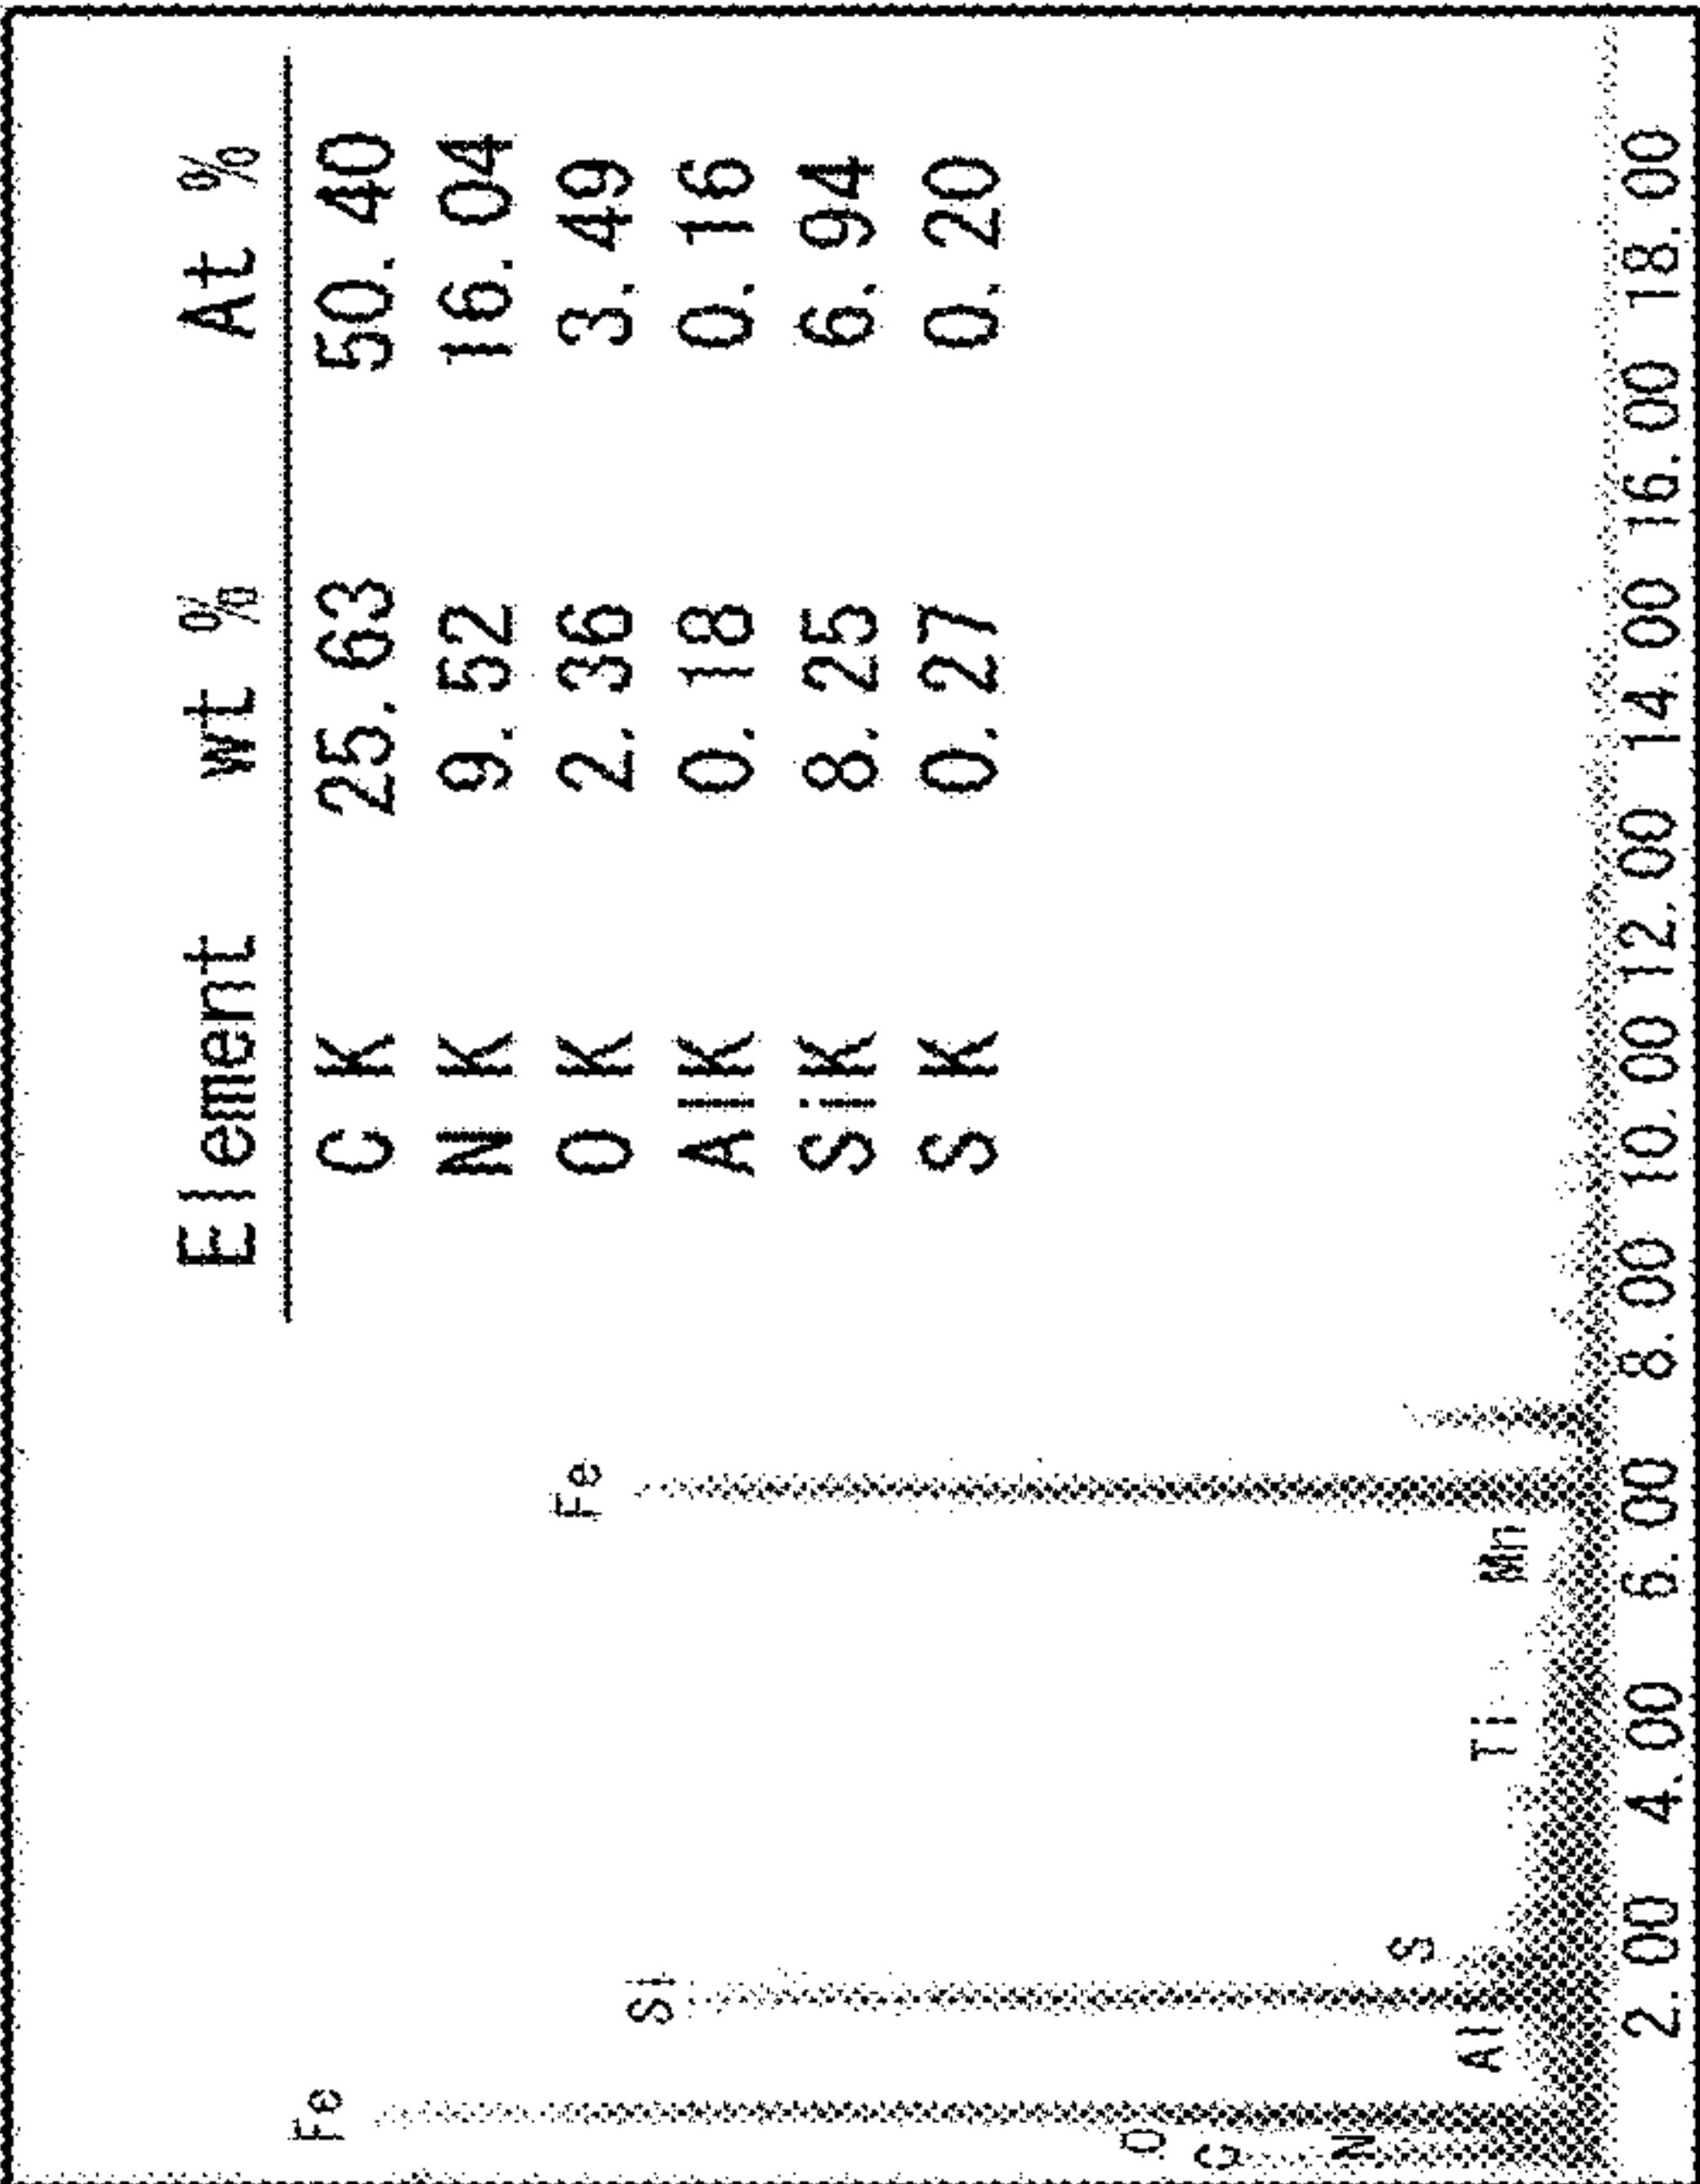 Element wt % At %
C K 25.63 50.40
N K 9.52 16.04
O K 2.36 3.49
AlK 0.18 0.16
SiK 8.25 6.94
S K 0.27 0.20
Fe
O
C
N
Al
Si
S
Ti
Mn
Fe
2.00 4.00 6.00 8.00 10.00 12.00 14.00 16.00 18.00